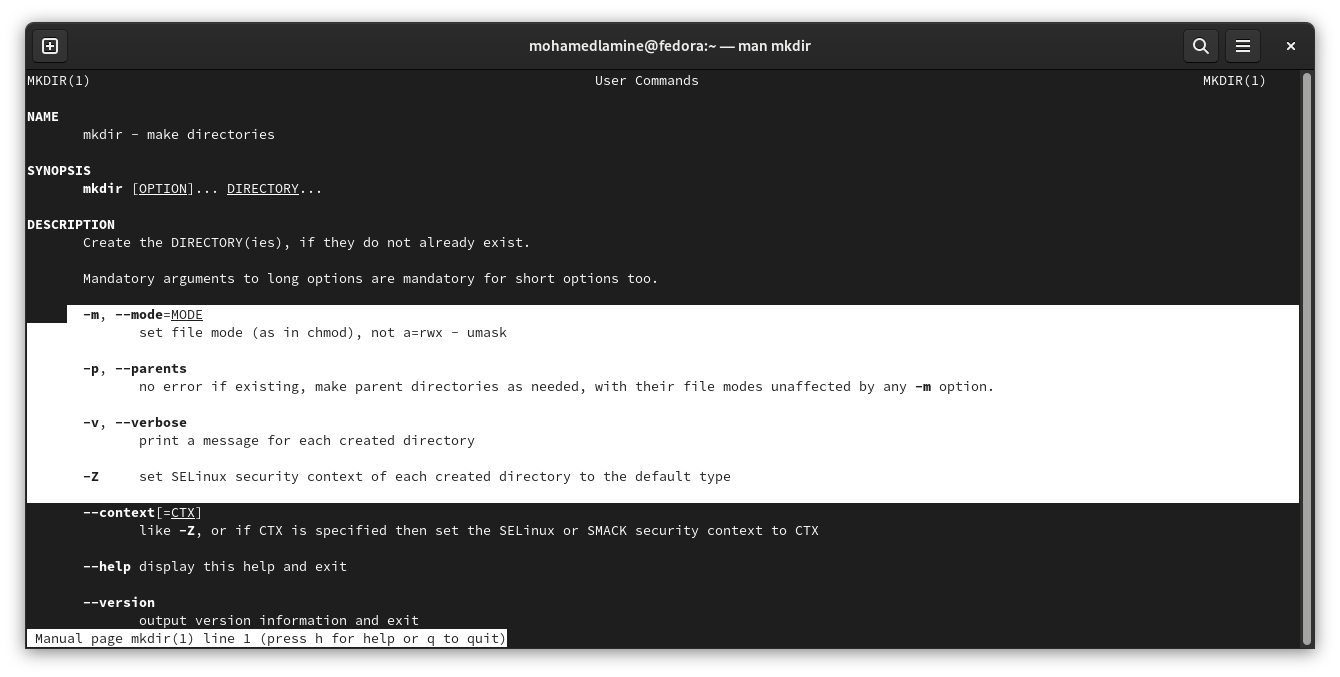 mohamedlamine@fedora:~ — man mkdir
MKDIR(1) User Commands MKDIR(1)
NAME
mkdir - make directories
SYNOPSIS
mkdir [OPTION]... DIRECTORY...
DESCRIPTION
Create the DIRECTORY(ies), if they do not already exist.
Mandatory arguments to long options are mandatory for short options too.
-m, --mode=MODE
set file mode (as in chmod), not a=rwx - umask
-p, --parents
no error if existing, make parent directories as needed, with their file modes unaffected by any -m option.
-v, --verbose
print a message for each created directory
-Z set SELinux security context of each created directory to the default type
--context[=CTX]
like -Z, or if CTX is specified then set the SELinux or SMACK security context to CTX
--help display this help and exit
--version
output version information and exit
Manual page mkdir(1) line 1 (press h for help or q to quit)